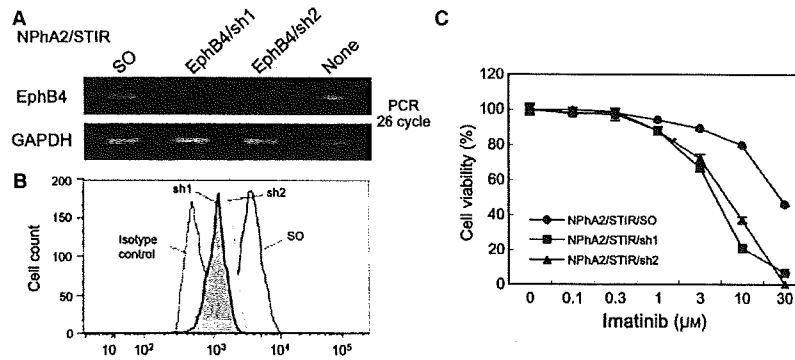 A
NPhA2/STIR
SO
EphB4/sh1
EphB4/sh2
None
EphB4
GAPDH
PCR
26 cycle
B
Cell count
200
150
100
50
0
sh1
sh2
Isotype
control
SO
10
10²
10³
10⁴
10⁵
C
Cell viability (%)
120
100
80
60
40
20
0
NPhA2/STIR/SO
NPhA2/STIR/sh1
NPhA2/STIR/sh2
0
0.1
0.3
1
3
10
30
Imatinib (µM)